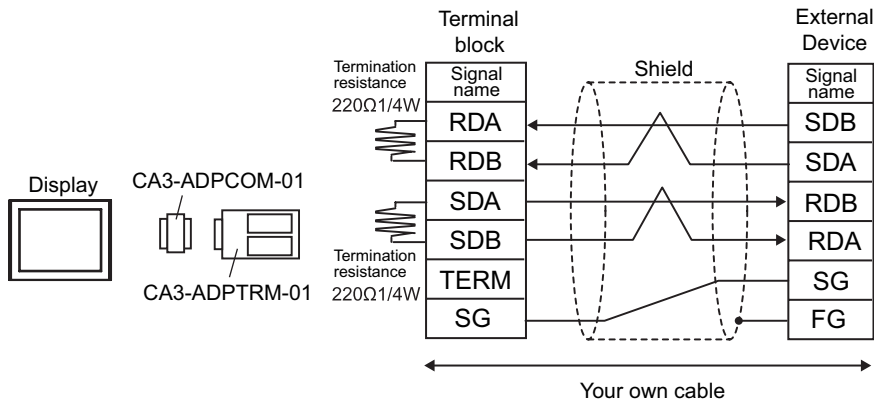 Terminal
block
External
Device
Termination
resistance
220Ω1/4W
Signal
name
Shield
Signal
name
RDA
SDB
RDB
SDA
Display
CA3-ADPCOM-01
SDA
RDB
SDB
RDA
Termination
resistance
220Ω1/4W
CA3-ADPTRM-01
TERM
SG
SG
FG
Your own cable